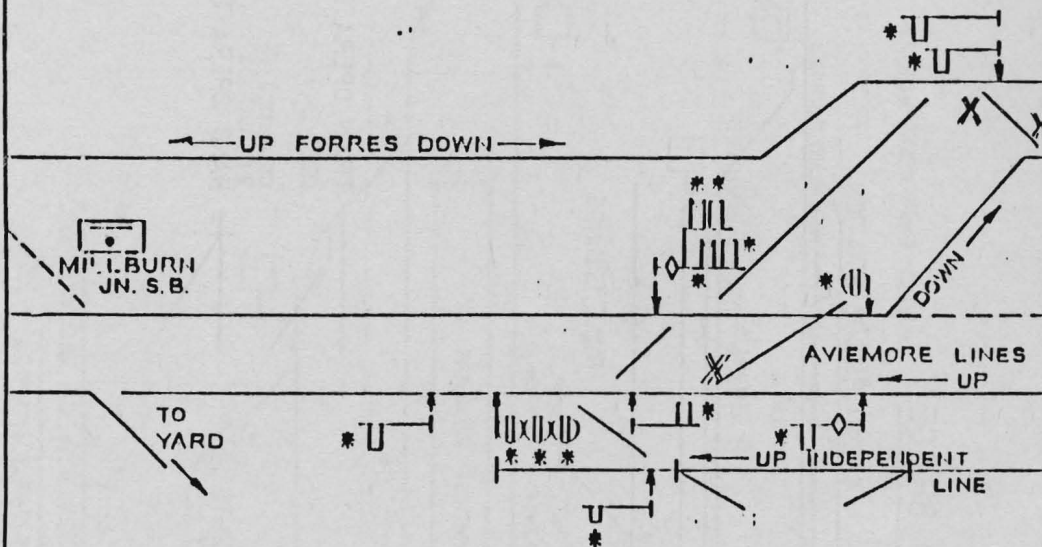 UP FORRES DOWN
MILLBURN
JN. S.B.
DOWN
AVIEMORE LINES
UP
TO
YARD
UP INDEPENDENT
LINE